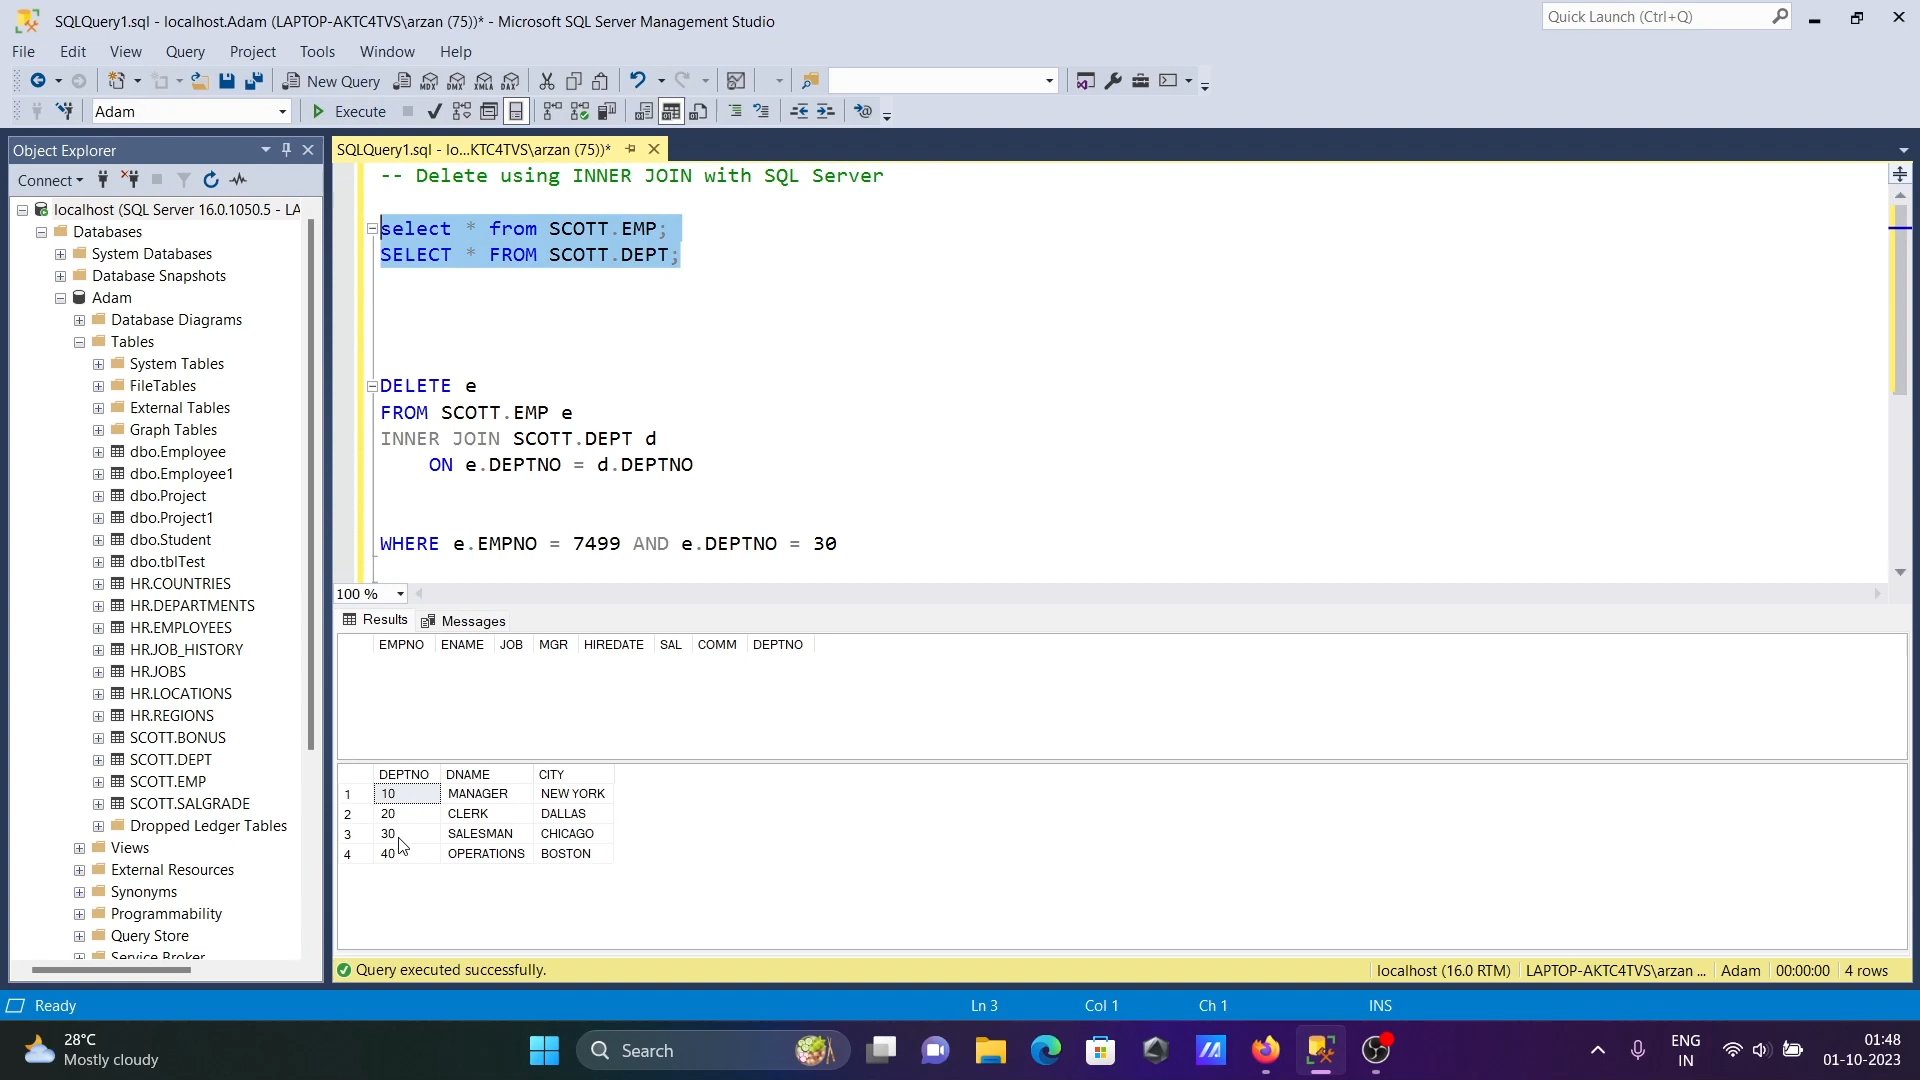 SQLQuery1.sql - localhost.Adam (LAPTOP-AKTC4TVS\arzan (75))* - Microsoft SQL Server Management Studio
Quick Launch (Ctrl+Q)
File Edit View Query Project Tools Window Help
New Query
MDX DMX XMLA DAX
Adam
Execute
Object Explorer
SQLQuery1.sql - lo...KTC4TVS\arzan (75))*
Connect
localhost (SQL Server 16.0.1050.5 - LA
Databases
System Databases
Database Snapshots
Adam
Database Diagrams
Tables
System Tables
FileTables
External Tables
Graph Tables
dbo.Employee
dbo.Employee1
dbo.Project
dbo.Project1
dbo.Student
dbo.tblTest
HR.COUNTRIES
HR.DEPARTMENTS
HR.EMPLOYEES
HR.JOB_HISTORY
HR.JOBS
HR.LOCATIONS
HR.REGIONS
SCOTT.BONUS
SCOTT.DEPT
SCOTT.EMP
SCOTT.SALGRADE
Dropped Ledger Tables
Views
External Resources
Synonyms
Programmability
Query Store
Service Broker
-- Delete using INNER JOIN with SQL Server
select * from SCOTT.EMP;
SELECT * FROM SCOTT.DEPT;
DELETE e
FROM SCOTT.EMP e
INNER JOIN SCOTT.DEPT d
ON e.DEPTNO = d.DEPTNO
WHERE e.EMPNO = 7499 AND e.DEPTNO = 30
100 %
Results Messages
EMPNO ENAME JOB MGR HIREDATE SAL COMM DEPTNO
DEPTNO DNAME CITY
1 10 MANAGER NEW YORK
2 20 CLERK DALLAS
3 30 SALESMAN CHICAGO
4 40 OPERATIONS BOSTON
Query executed successfully.
localhost (16.0 RTM) LAPTOP-AKTC4TVS\arzan ... Adam 00:00:00 4 rows
Ready
Ln 3 Col 1 Ch 1 INS
28°C
Mostly cloudy
Search
ENG
IN
01:48
01-10-2023